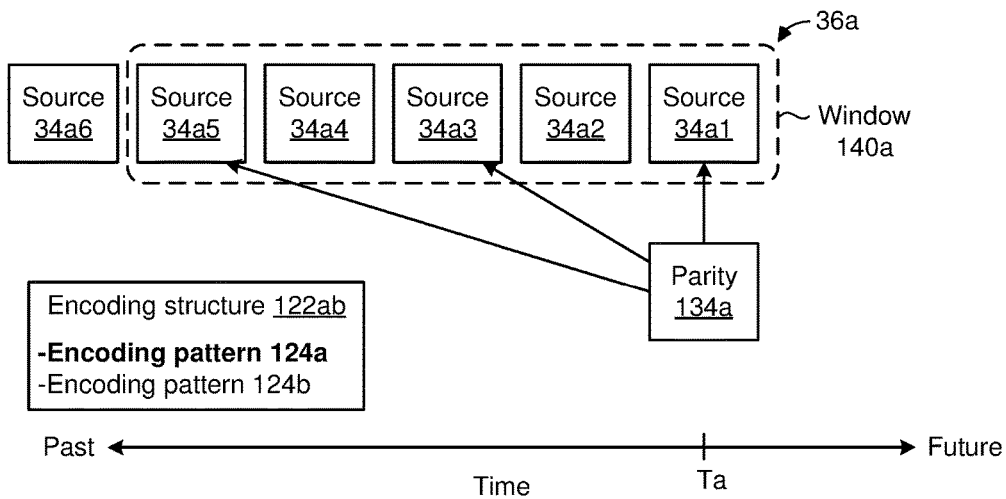 36a
Source
34a6
Source
34a5
Source
34a4
Source
34a3
Source
34a2
Source
34a1
Window
140a
Parity
134a
Encoding structure 122ab
-Encoding pattern 124a
-Encoding pattern 124b
Past
Future
Time
Ta